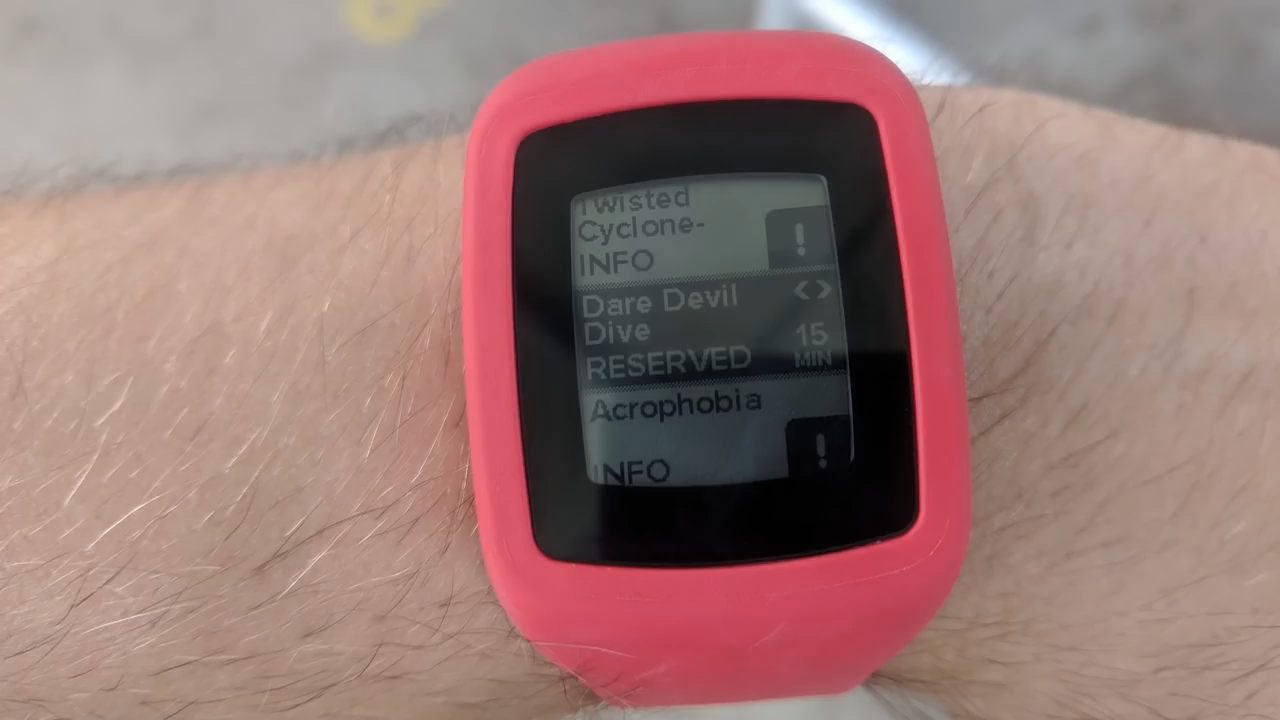 Twisted
Cyclone-
INFO
!
Dare Devil
<>
Dive
15
RESERVED
MIN
Acrophobia
!
INFO